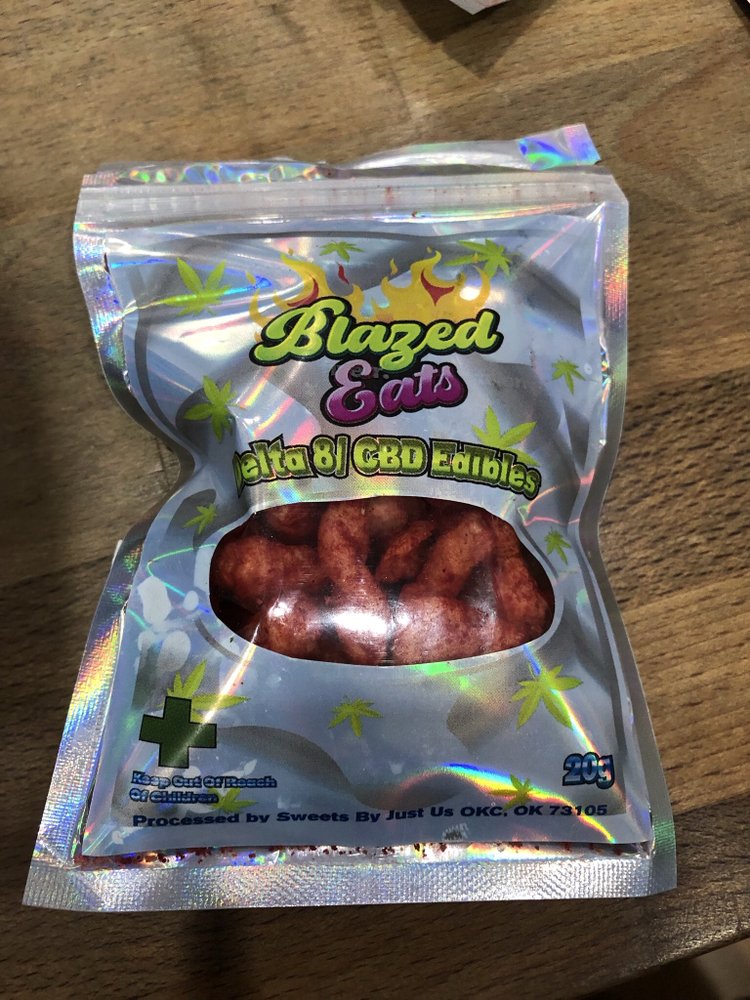 Blazed
Eats
Delta 8/ CBD Edibles
Keep Out Of Reach
Of Children
20g
Processed by Sweets By Just Us OKC, OK 73105